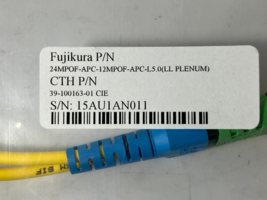 Fujikura P/N
24MPOF-APC-12MPOF-APC-L5.0(LL PLENUM)
CTH P/N
39-100163-01 CIE
S/N: 15AU1AN011